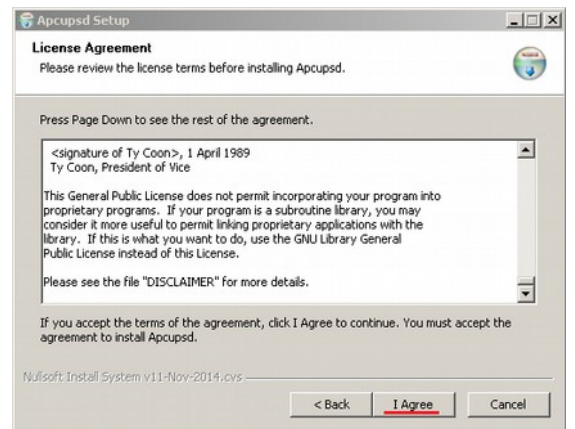 Apcupsd Setup
License Agreement
Please review the license terms before installing Apcupsd.
Press Page Down to see the rest of the agreement.
<signature of Ty Coon>, 1 April 1989
Ty Coon, President of Vice
This General Public License does not permit incorporating your program into
proprietary programs.  If your program is a subroutine library, you may
consider it more useful to permit linking proprietary applications with the
library.  If this is what you want to do, use the GNU Library General
Public License instead of this License.
Please see the file "DISCLAIMER" for more details.
If you accept the terms of the agreement, click I Agree to continue. You must accept the
agreement to install Apcupsd.
Nullsoft Install System v11-Nov-2014.cvs
< Back
I Agree
Cancel